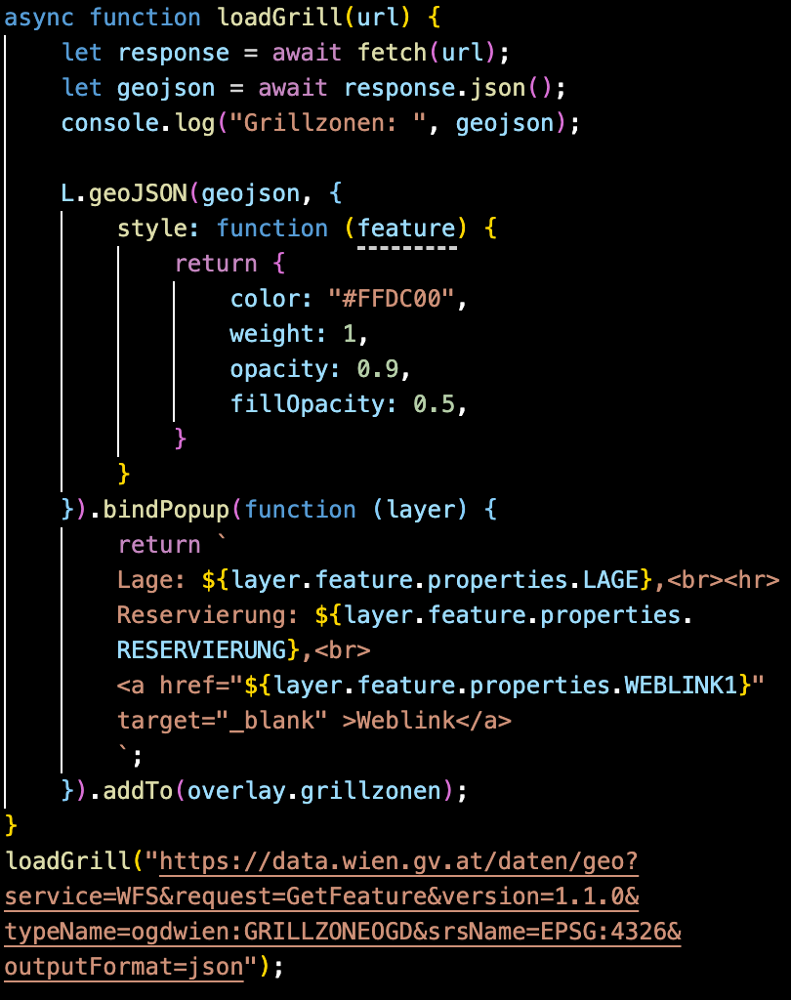 async function loadGrill(url) {
    let response = await fetch(url);
    let geojson = await response.json();
    console.log("Grillzonen: ", geojson);

    L.geoJSON(geojson, {
        style: function (feature) {
            return {
                color: "#FFDC00",
                weight: 1,
                opacity: 0.9,
                fillOpacity: 0.5,
            }
        }
    }).bindPopup(function (layer) {
        return `
        Lage: ${layer.feature.properties.LAGE},<br><hr>
        Reservierung: ${layer.feature.properties.
        RESERVIERUNG},<br>
        <a href="${layer.feature.properties.WEBLINK1}"
        target="_blank" >Weblink</a>
        `;
    }).addTo(overlay.grillzonen);
}
loadGrill("https://data.wien.gv.at/daten/geo?
service=WFS&request=GetFeature&version=1.1.0&
typeName=ogdwien:GRILLZONEOGD&srsName=EPSG:4326&
outputFormat=json");